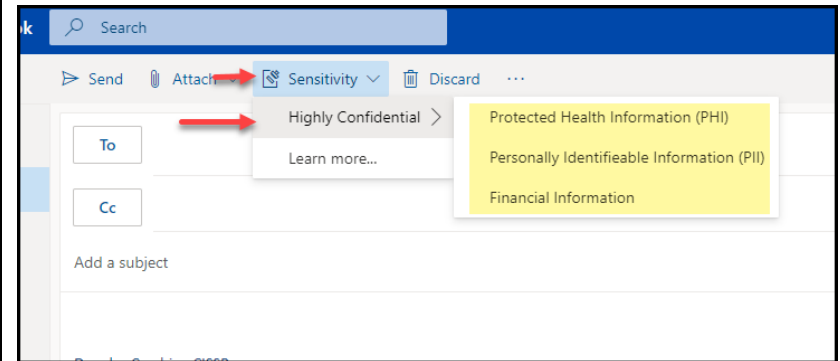 ok Search
Send Attach Sensitivity Discard ...
Highly Confidential > Protected Health Information (PHI)
To
Learn more... Personally Identifieable Information (PII)
Financial Information
Cc
Add a subject